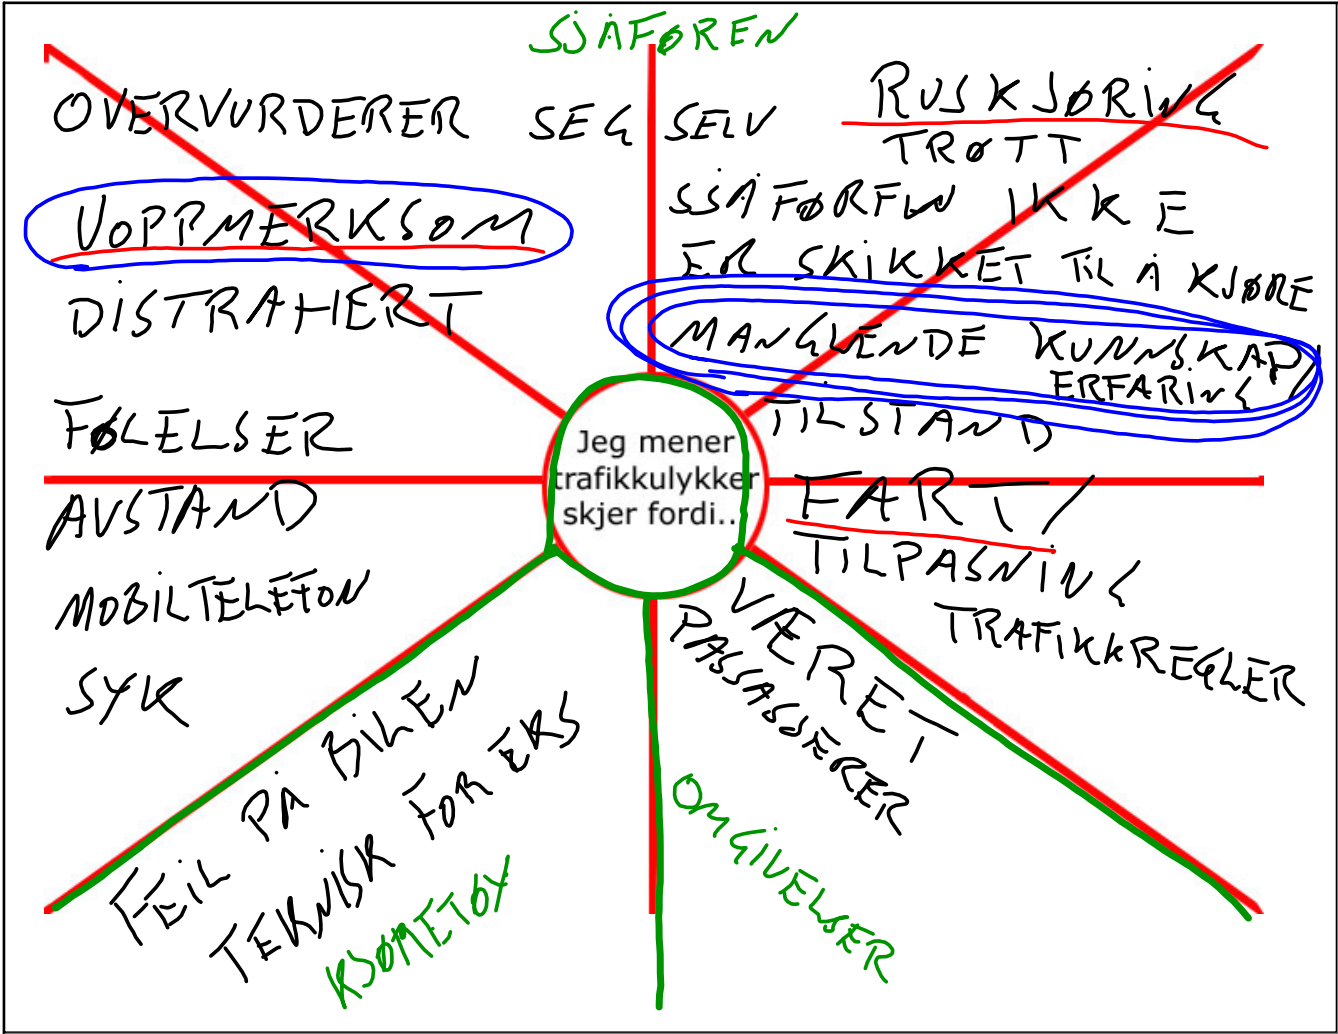 SJÅFØREN
OVERVURDERER SEG SELV
UOPPMERKSOM
DISTRAHERT
FØLELSER
AVSTAND
MOBILTELEFON
SYK
RUSKJØRING
TRØTT
SJÅFØREN IKKE
ER SKIKKET TIL Å KJØRE
MANGLENDE KUNNSKAP/
ERFARING
TILSTAND
FART/
TILPASNING
TRAFIKKREGLER
Jeg mener
trafikkulykker
skjer fordi..
VÆRET
PASSASJERER
OMGIVELSER
FEIL PÅ BILEN
TEKNISK FOR EKS
KJØRETØY